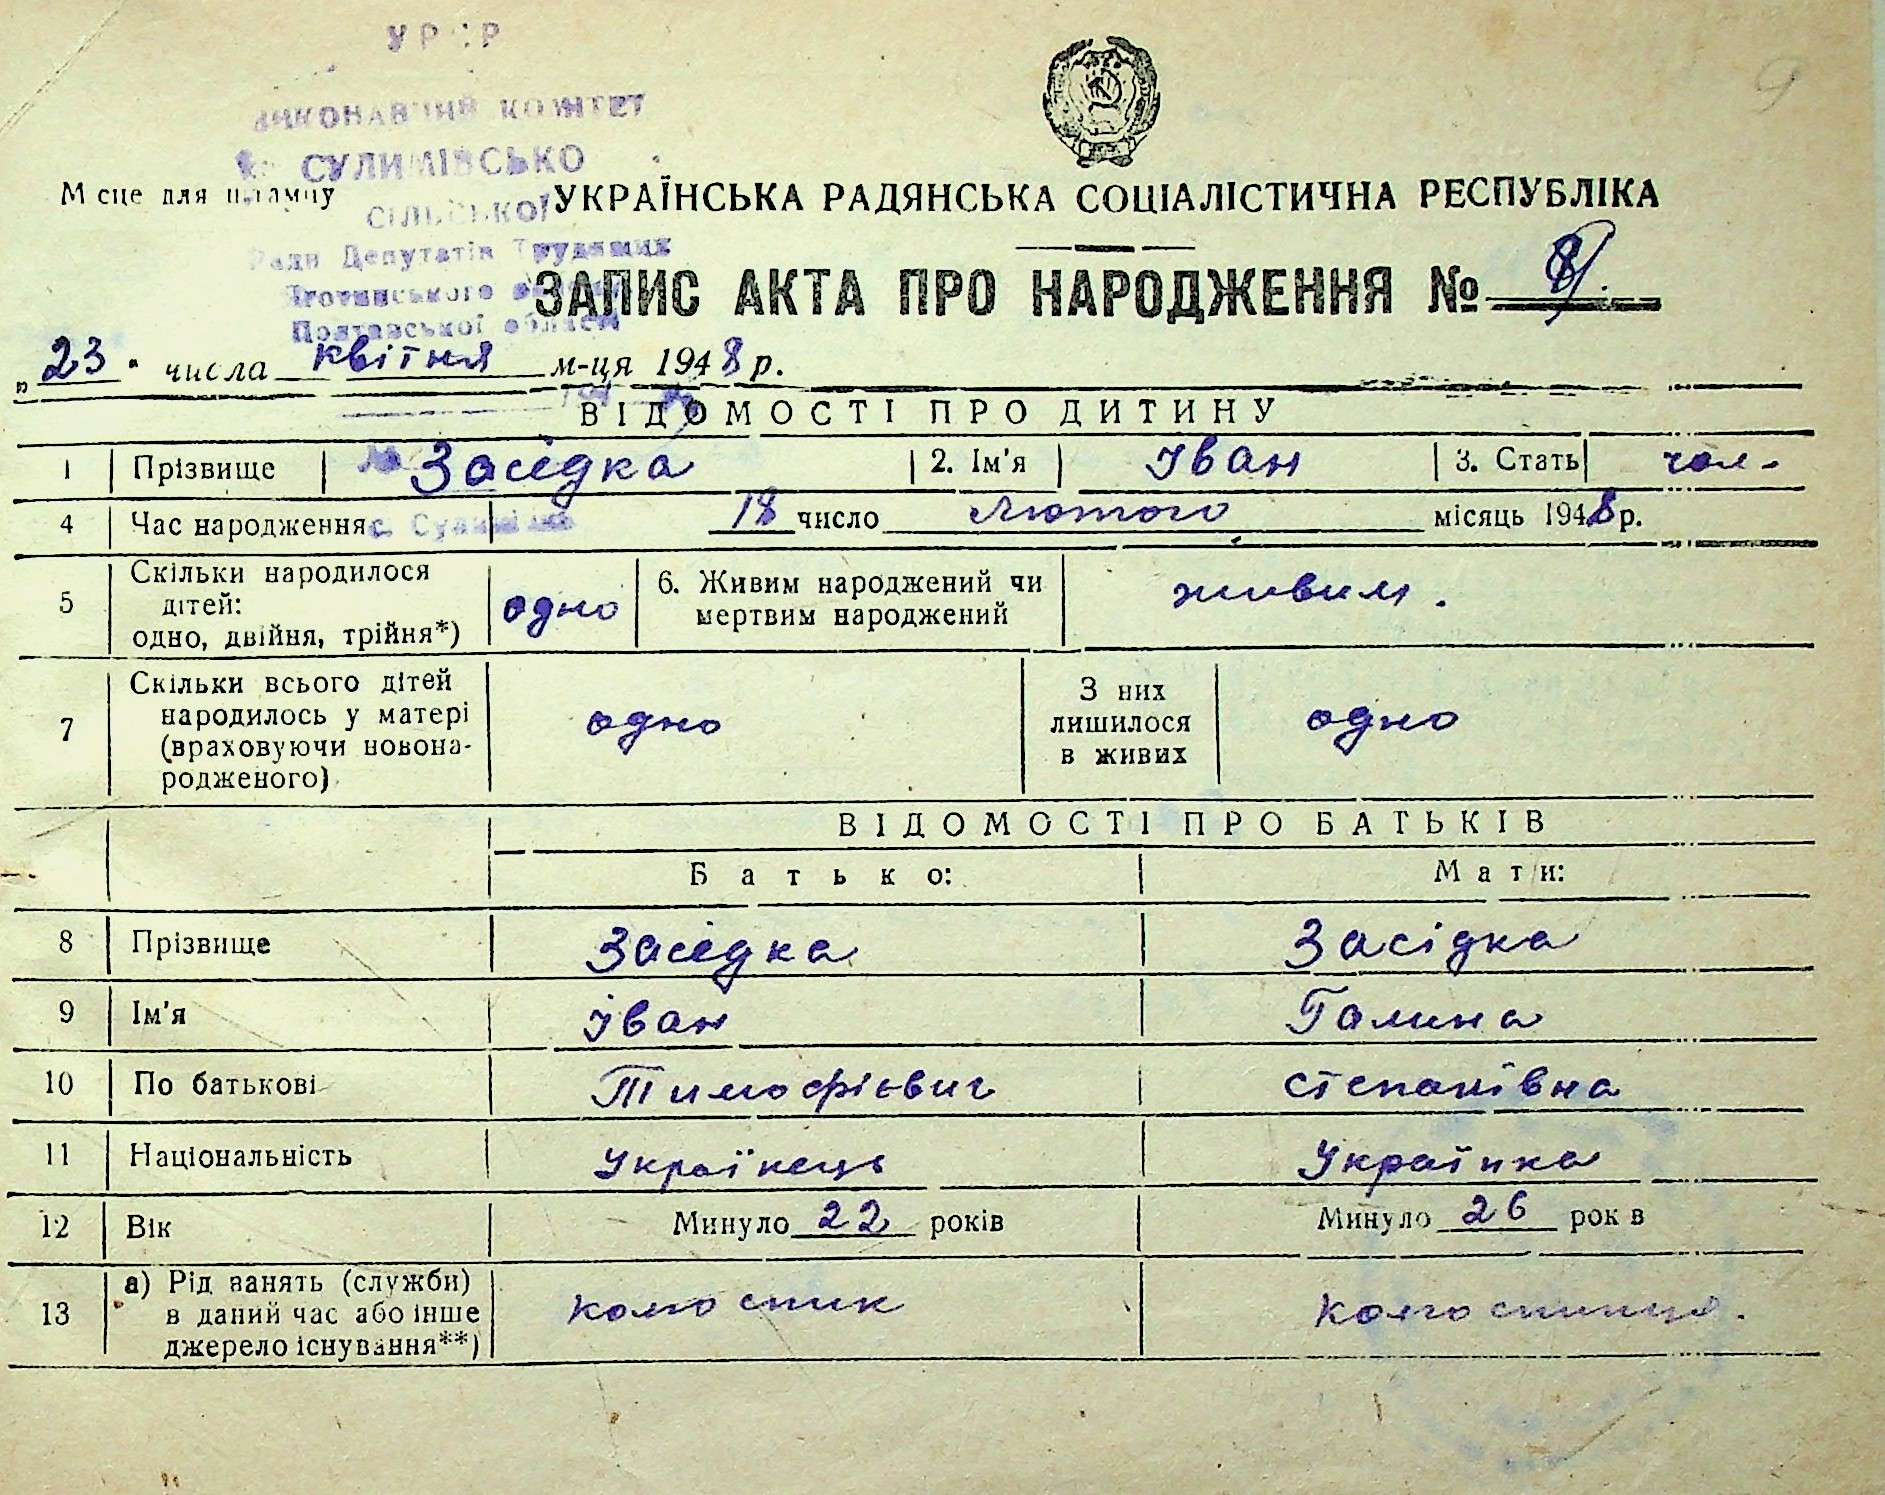 УРСР
ВИКОНАВЧИЙ КОМІТЕТ
СУЛИМІВСЬКО
СІЛЬСЬКОЇ
Ради Депутатів Трудящих
Яготинського
Полтавської області
с. Сулимівка
9
М сце для штампу
УКРАЇНСЬКА РАДЯНСЬКА СОЦІАЛІСТИЧНА РЕСПУБЛІКА
ЗАПИС АКТА ПРО НАРОДЖЕННЯ №
„23" числа квітня м-ця 1948 р.
ВІДОМОСТІ ПРО ДИТИНУ
1 Прізвище Засідка 2. Ім'я Іван 3. Стать чол.
4 Час народження 18 число Лютого місяць 1948 р.
5 Скільки народилося дітей: одно, двійня, трійня*) одно 6. Живим народжений чи мертвим народжений живим.
7 Скільки всього дітей народилось у матері (враховуючи новонародженого) одно З них лишилося в живих одно
ВІДОМОСТІ ПРО БАТЬКІВ
Батько: Мати:
8 Прізвище Засідка Засідка
9 Ім'я Іван Галина
10 По батькові Тимофієвич Степанівна
11 Національність Українець Українка
12 Вік Минуло 22 років Минуло 26 рок в
13 а) Рід занять (служби) в даний час або інше джерело існування**) колгоспник колгоспниця.